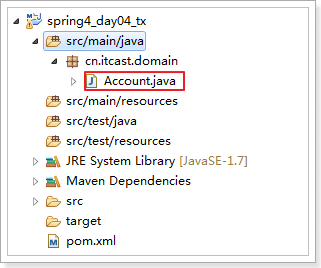 spring4_day04_tx
src/main/java
cn.itcast.domain
Account.java
src/main/resources
src/test/java
src/test/resources
JRE System Library [JavaSE-1.7]
Maven Dependencies
src
target
pom.xml